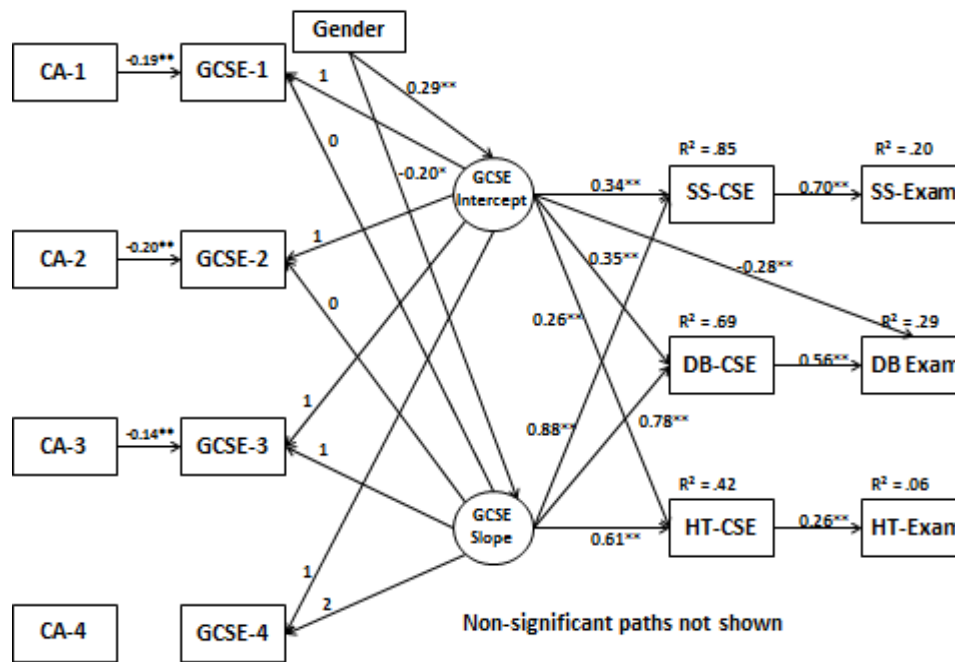 Gender
CA-1
-0.19**
GCSE-1
1
0.29**
0
-0.20*
GCSE
Intercept
R² = .85
R² = .20
0.34**
SS-CSE
0.70**
SS-Exam
CA-2
-0.20**
GCSE-2
1
0
0.35**
-0.28**
0.26**
R² = .69
R² = .29
DB-CSE
0.56**
DB Exam
CA-3
-0.14**
GCSE-3
1
1
0.88**
0.78**
GCSE
Slope
R² = .42
R² = .06
0.61**
HT-CSE
0.26**
HT-Exam
1
2
CA-4
GCSE-4
Non-significant paths not shown